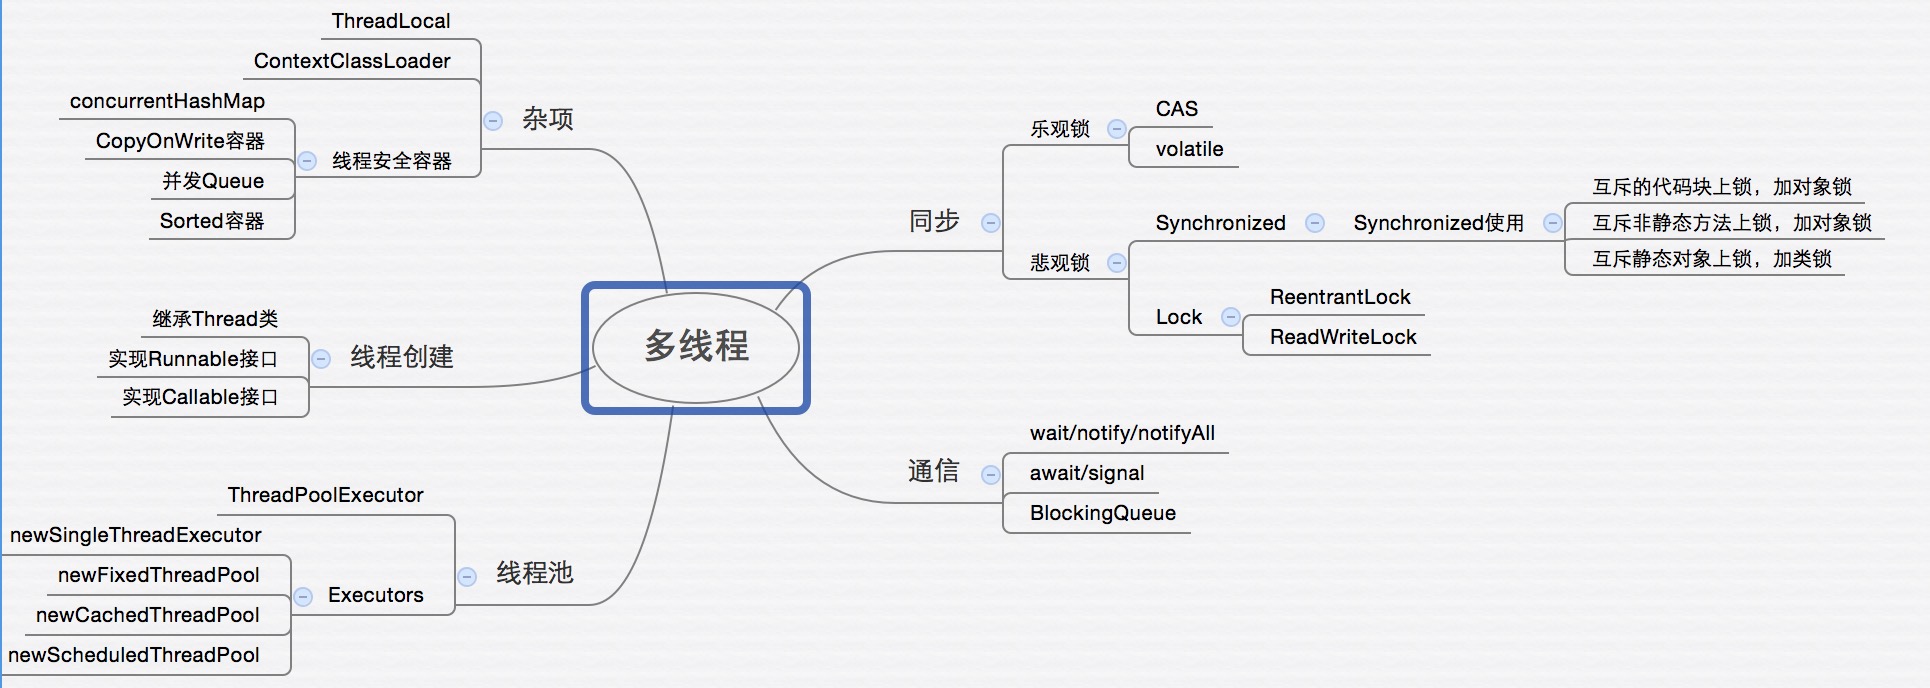 多线程
杂项
ThreadLocal
ContextClassLoader
线程安全容器
concurrentHashMap
CopyOnWrite容器
并发Queue
Sorted容器
线程创建
继承Thread类
实现Runnable接口
实现Callable接口
线程池
ThreadPoolExecutor
Executors
newSingleThreadExecutor
newFixedThreadPool
newCachedThreadPool
newScheduledThreadPool
同步
乐观锁
CAS
volatile
悲观锁
Synchronized
Synchronized使用
互斥的代码块上锁，加对象锁
互斥非静态方法上锁，加对象锁
互斥静态对象上锁，加类锁
Lock
ReentrantLock
ReadWriteLock
通信
wait/notify/notifyAll
await/signal
BlockingQueue